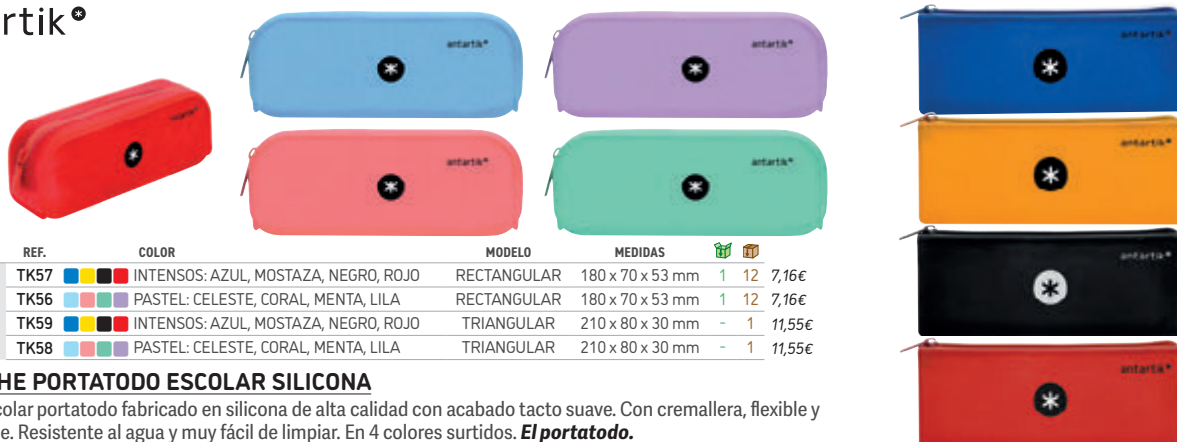 rtik*
antartik*
antartik*
antartik*
antartik*
antartik*
antartik*
antartik*
antartik*
antartik*
REF. COLOR MODELO MEDIDAS
TK57 INTENSOS: AZUL, MOSTAZA, NEGRO, ROJO RECTANGULAR 180 x 70 x 53 mm 1 12 7,16€
TK56 PASTEL: CELESTE, CORAL, MENTA, LILA RECTANGULAR 180 x 70 x 53 mm 1 12 7,16€
TK59 INTENSOS: AZUL, MOSTAZA, NEGRO, ROJO TRIANGULAR 210 x 80 x 30 mm - 1 11,55€
TK58 PASTEL: CELESTE, CORAL, MENTA, LILA TRIANGULAR 210 x 80 x 30 mm - 1 11,55€
HE PORTATODO ESCOLAR SILICONA
colar portatodo fabricado en silicona de alta calidad con acabado tacto suave. Con cremallera, flexible y
e. Resistente al agua y muy fácil de limpiar. En 4 colores surtidos. El portatodo.